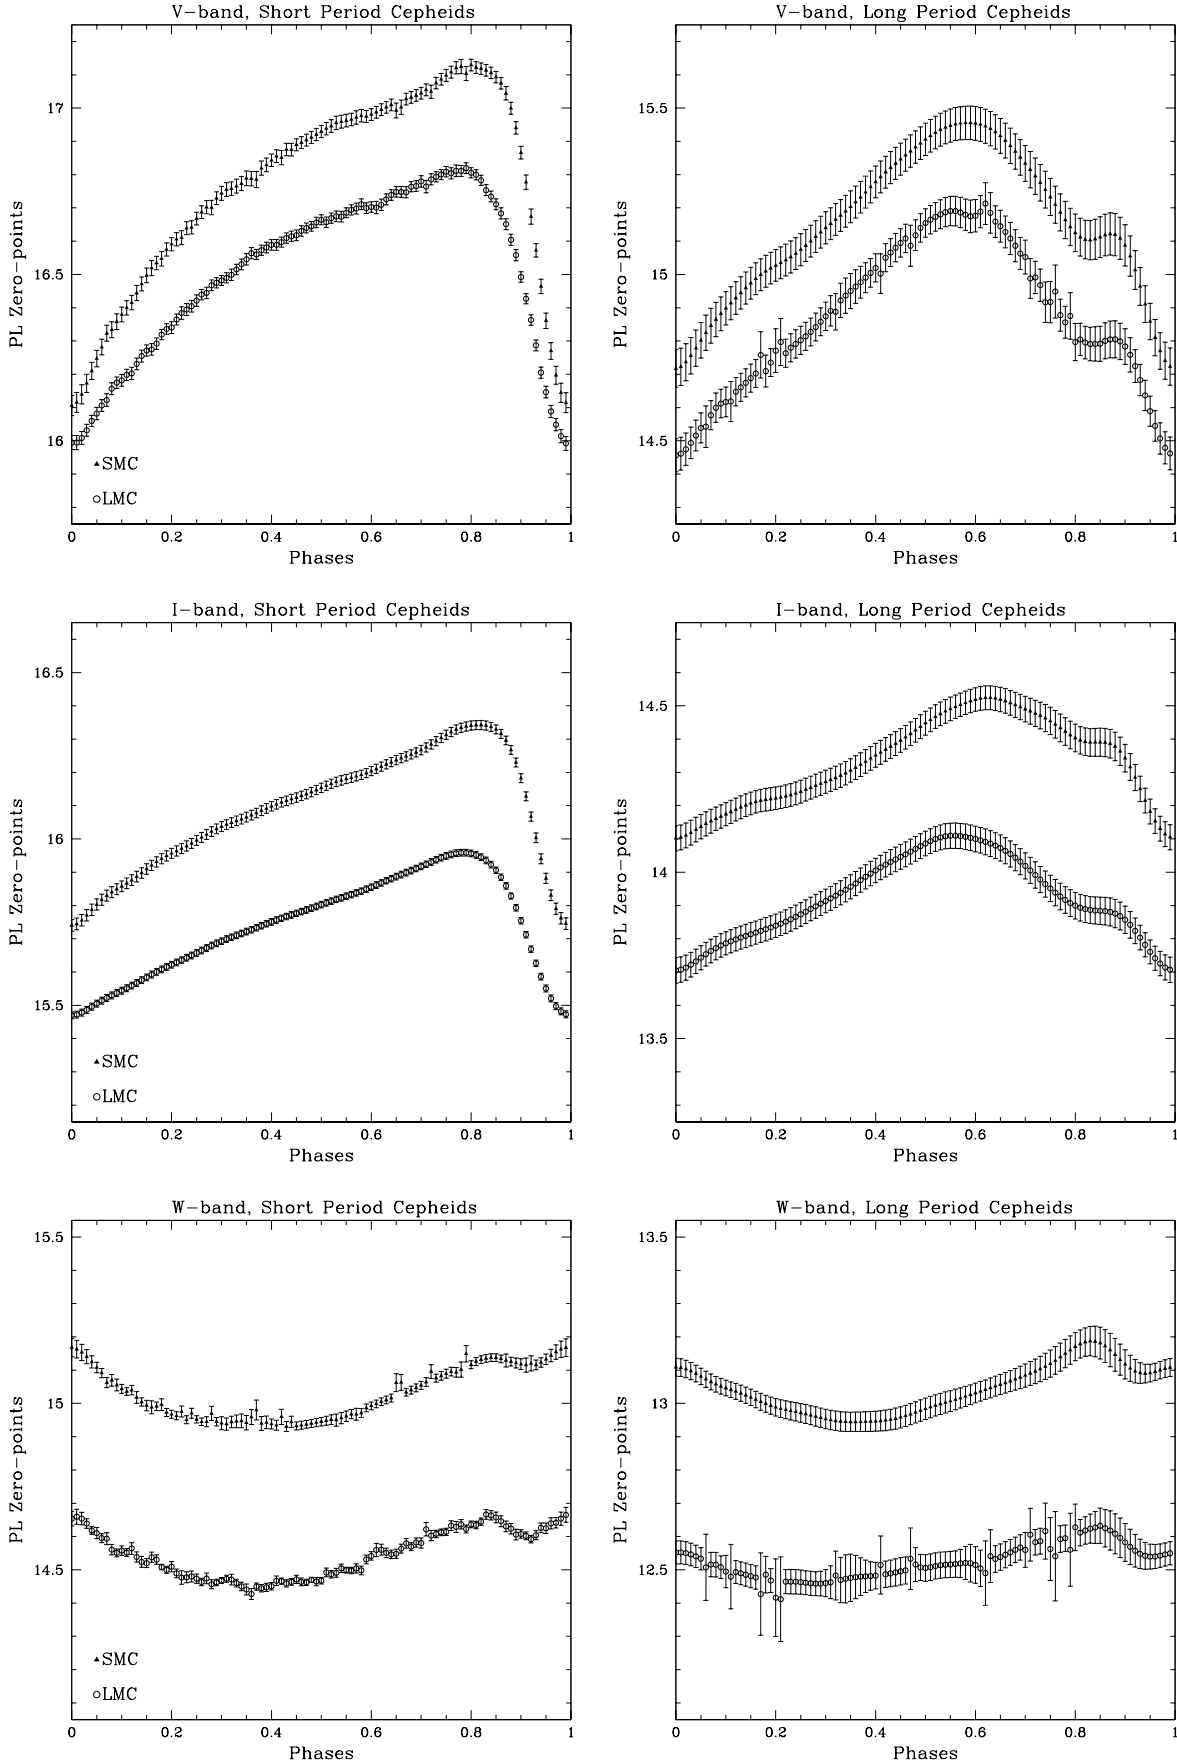 V-band, Short Period Cepheids
PL Zero-points
17
16.5
16
SMC
LMC
0 0.2 0.4 0.6 0.8 1
Phases
V-band, Long Period Cepheids
PL Zero-points
15.5
15
14.5
0 0.2 0.4 0.6 0.8 1
Phases
I-band, Short Period Cepheids
PL Zero-points
16.5
16
15.5
SMC
LMC
0 0.2 0.4 0.6 0.8 1
Phases
I-band, Long Period Cepheids
PL Zero-points
14.5
14
13.5
0 0.2 0.4 0.6 0.8 1
Phases
W-band, Short Period Cepheids
PL Zero-points
15.5
15
14.5
SMC
LMC
0 0.2 0.4 0.6 0.8 1
Phases
W-band, Long Period Cepheids
PL Zero-points
13.5
13
12.5
0 0.2 0.4 0.6 0.8 1
Phases